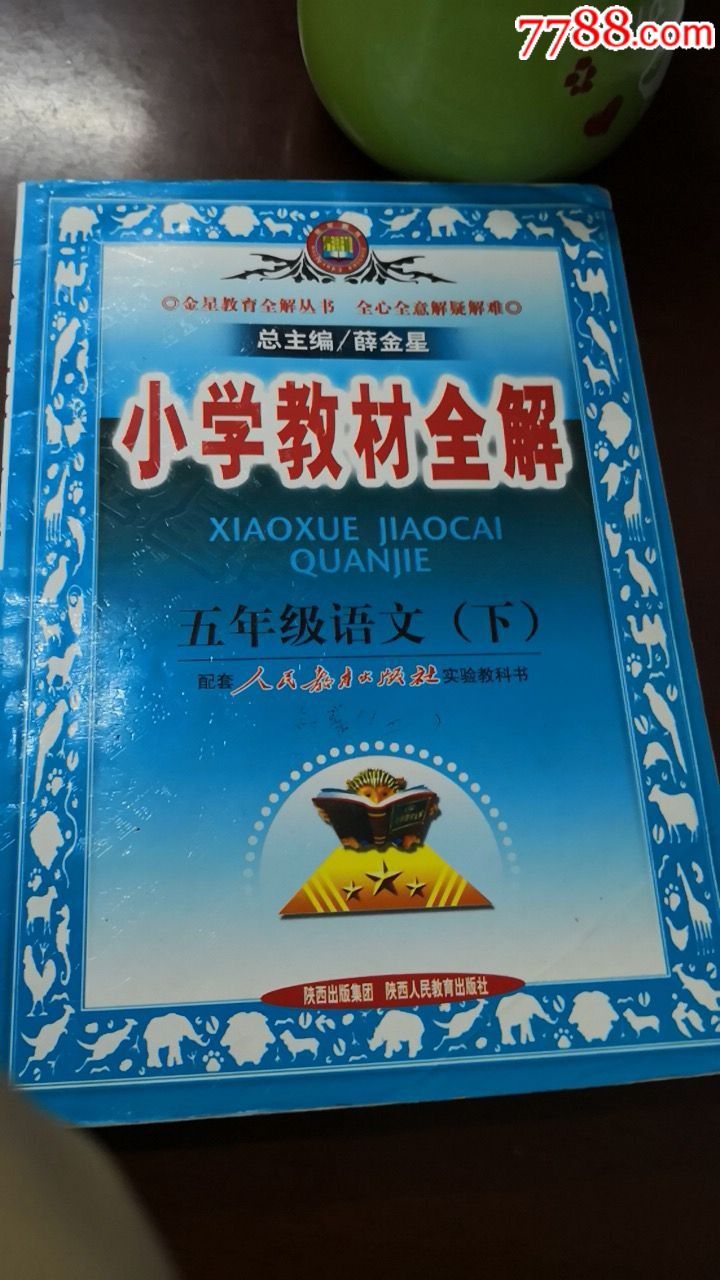 7788.com
◎金星教育全解丛书 全心全意解疑解难◎
总主编/薛金星
小学教材全解
XIAOXUE JIAOCAI
QUANJIE
五年级语文（下）
配套人民教育出版社实验教科书
陕西出版集团 陕西人民教育出版社